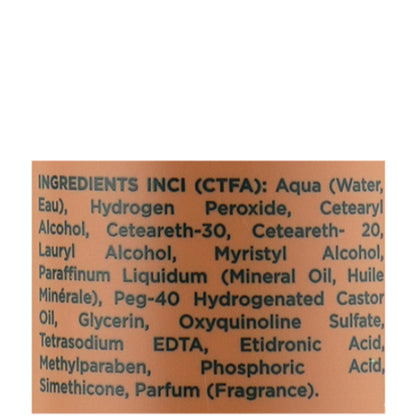 INGREDIENTS INCI (CTFA): Aqua (Water,
Eau), Hydrogen Peroxide, Cetearyl
Alcohol, Ceteareth-30, Ceteareth- 20,
Lauryl Alcohol, Myristyl Alcohol,
Paraffinum Liquidum (Mineral Oil, Huile
Minérale), Peg-40 Hydrogenated Castor
Oil, Glycerin, Oxyquinoline Sulfate,
Tetrasodium EDTA, Etidronic Acid,
Methylparaben, Phosphoric Acid,
Simethicone, Parfum (Fragrance).